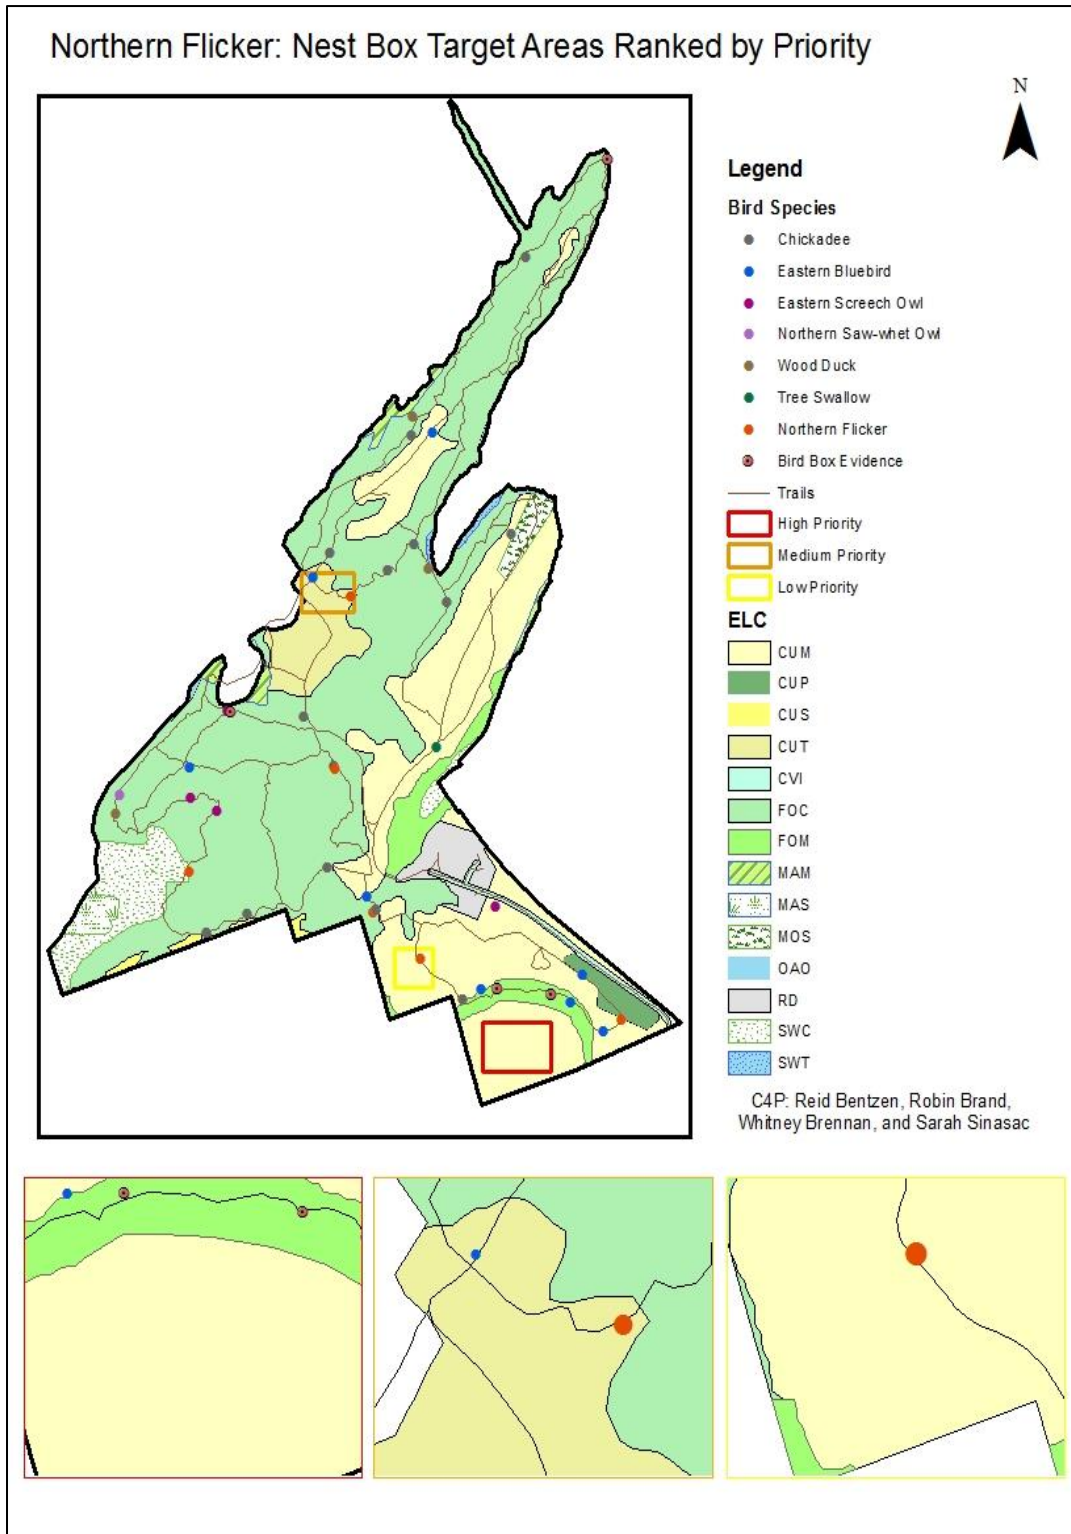 Northern Flicker: Nest Box Target Areas Ranked by Priority
N
Legend
Bird Species
Chickadee
Eastern Bluebird
Eastern Screech Owl
Northern Saw-whet Owl
Wood Duck
Tree Swallow
Northern Flicker
Bird Box Evidence
Trails
High Priority
Medium Priority
Low Priority
ELC
CUM
CUP
CUS
CUT
CVI
FOC
FOM
MAM
MAS
MOS
OAO
RD
SWC
SWT
C4P: Reid Bentzen, Robin Brand,
Whitney Brennan, and Sarah Sinasac